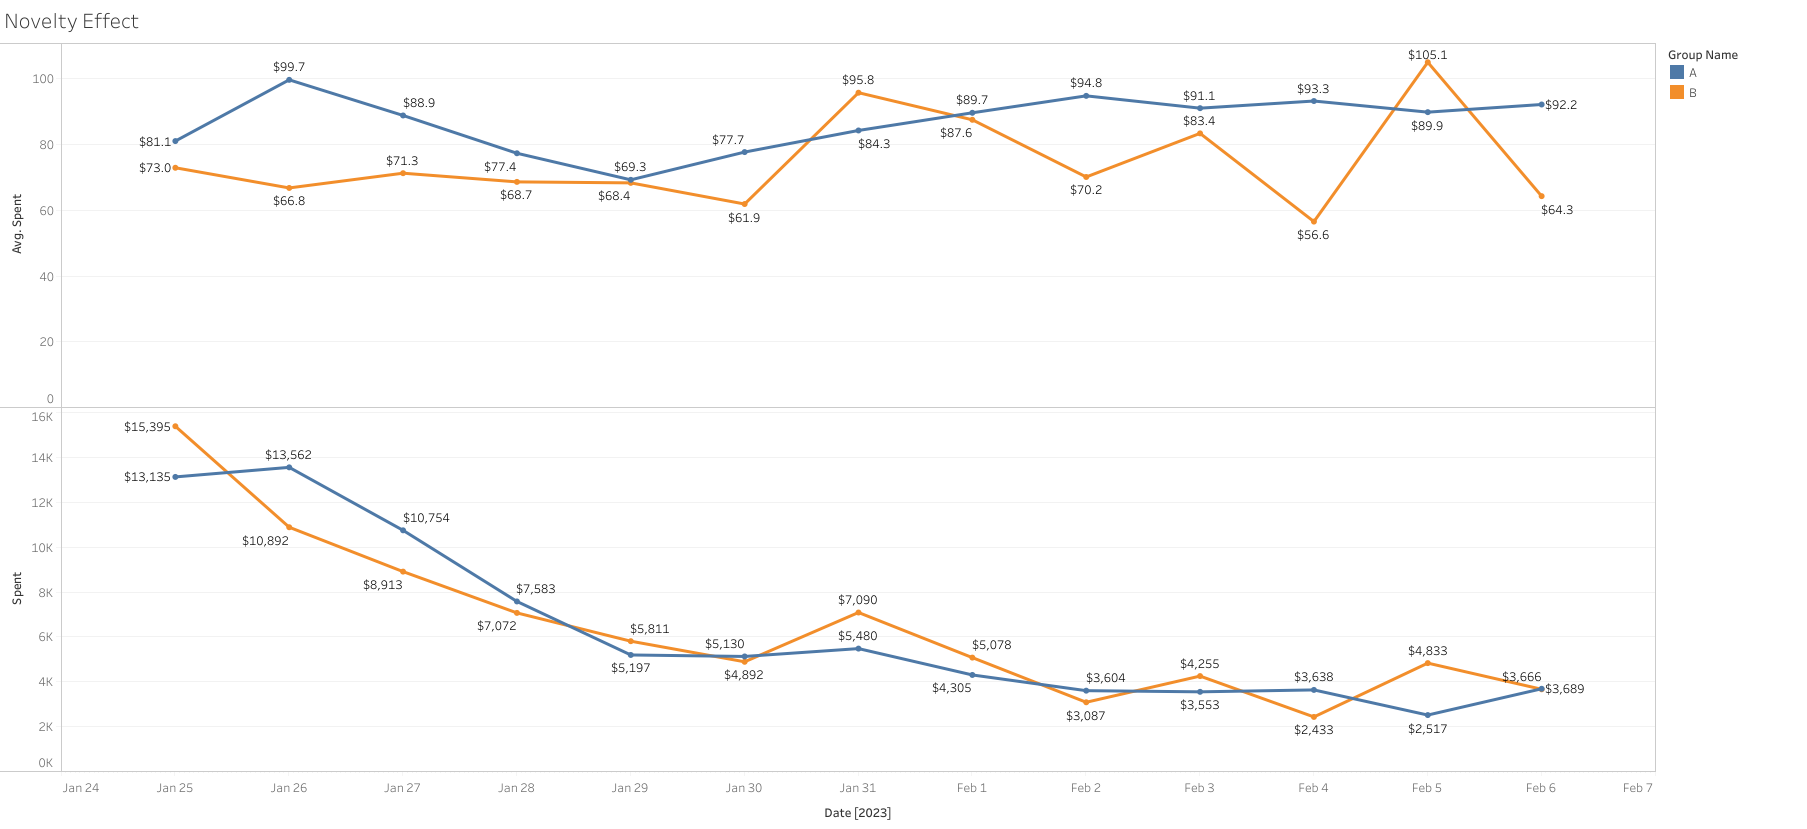 Novelty Effect
Group Name
A
B
Avg. Spent
100
80
60
40
20
0
$81.1
$99.7
$88.9
$77.4
$69.3
$77.7
$84.3
$89.7
$94.8
$91.1
$93.3
$89.9
$92.2
$73.0
$66.8
$71.3
$68.7
$68.4
$61.9
$95.8
$87.6
$70.2
$83.4
$56.6
$105.1
$64.3
Spent
16K
14K
12K
10K
8K
6K
4K
2K
0K
$15,395
$10,892
$8,913
$7,072
$5,811
$4,892
$7,090
$5,078
$3,087
$4,255
$2,433
$4,833
$3,666
$13,135
$13,562
$10,754
$7,583
$5,197
$5,130
$5,480
$4,305
$3,604
$3,553
$3,638
$2,517
$3,689
Jan 24
Jan 25
Jan 26
Jan 27
Jan 28
Jan 29
Jan 30
Jan 31
Feb 1
Feb 2
Feb 3
Feb 4
Feb 5
Feb 6
Feb 7
Date [2023]